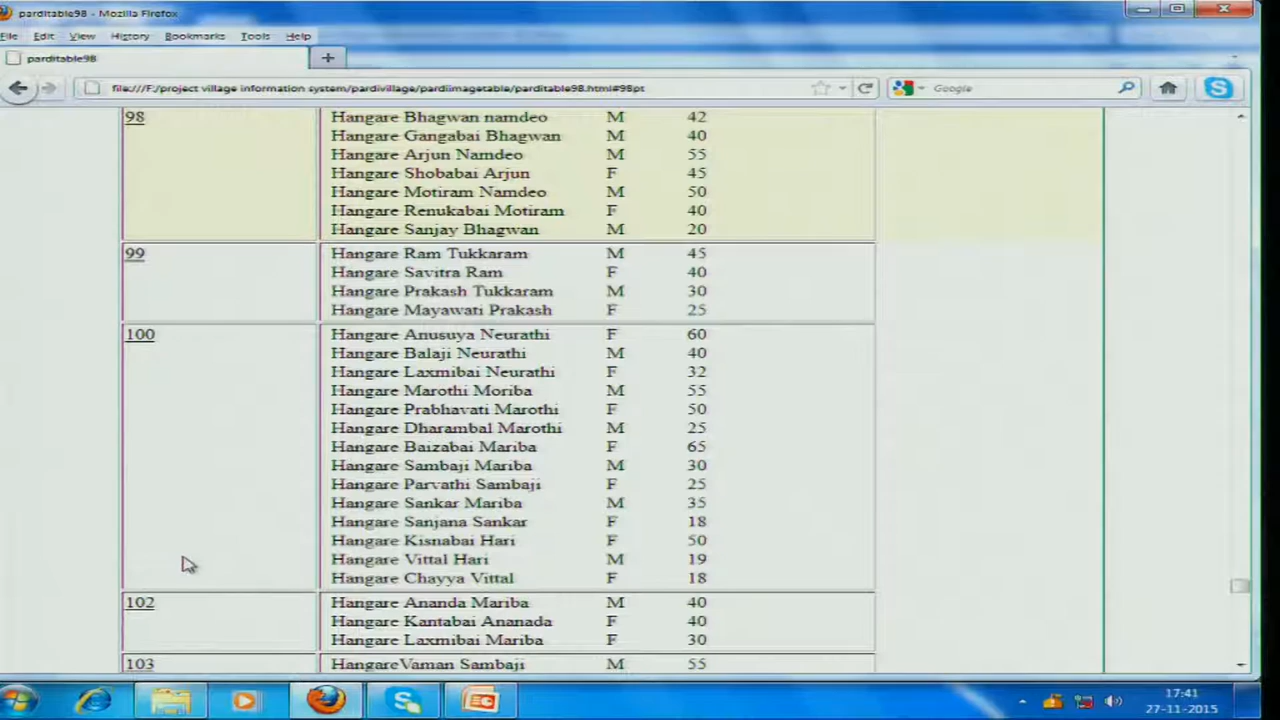 parditable98 - Mozilla Firefox
File Edit View History Bookmarks Tools Help
parditable98
file:///F:/project village information system/pardivillage/pardiimagetable/parditable98.html#98pt
Google
98 Hangare Bhagwan namdeo M 42
Hangare Gangabai Bhagwan M 40
Hangare Arjun Namdeo M 55
Hangare Shobabai Arjun F 45
Hangare Motiram Namdeo M 50
Hangare Renukabai Motiram F 40
Hangare Sanjay Bhagwan M 20
99 Hangare Ram Tukkaram M 45
Hangare Savitra Ram F 40
Hangare Prakash Tukkaram M 30
Hangare Mayawati Prakash F 25
100 Hangare Anusuya Neurathi F 60
Hangare Balaji Neurathi M 40
Hangare Laxmibai Neurathi F 32
Hangare Marothi Moriba M 55
Hangare Prabhavati Marothi F 50
Hangare Dharambal Marothi M 25
Hangare Baizabai Mariba F 65
Hangare Sambaji Mariba M 30
Hangare Parvathi Sambaji F 25
Hangare Sankar Mariba M 35
Hangare Sanjana Sankar F 18
Hangare Kisnabai Hari F 50
Hangare Vittal Hari M 19
Hangare Chayya Vittal F 18
102 Hangare Ananda Mariba M 40
Hangare Kantabai Ananada F 40
Hangare Laxmibai Mariba F 30
103 HangareVaman Sambaji M 55
17:41
27-11-2015